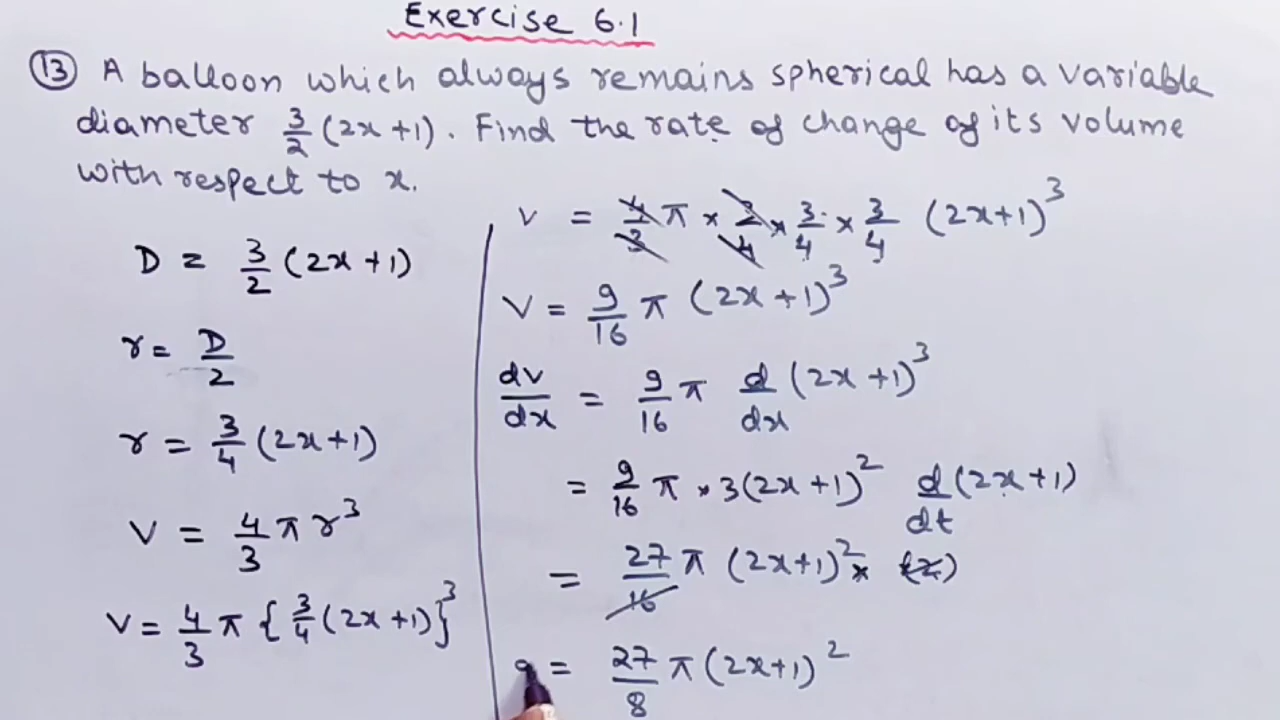 Exercise 6.1
(13) A balloon which always remains spherical has a variable
diameter 3/2 (2x+1). Find the rate of change of its volume
with respect to x.
D = 3/2 (2x+1)
r = D/2
r = 3/4 (2x+1)
V = 4/3 π r³
V = 4/3 π {3/4 (2x+1)}³
V = 4/3 π × 3/4 × 3/4 × 3/4 (2x+1)³
V = 9/16 π (2x+1)³
dv/dx = 9/16 π d/dx (2x+1)³
= 9/16 π × 3(2x+1)² d/dt (2x+1)
= 27/16 π (2x+1)² × (2)
= 27/8 π (2x+1)²